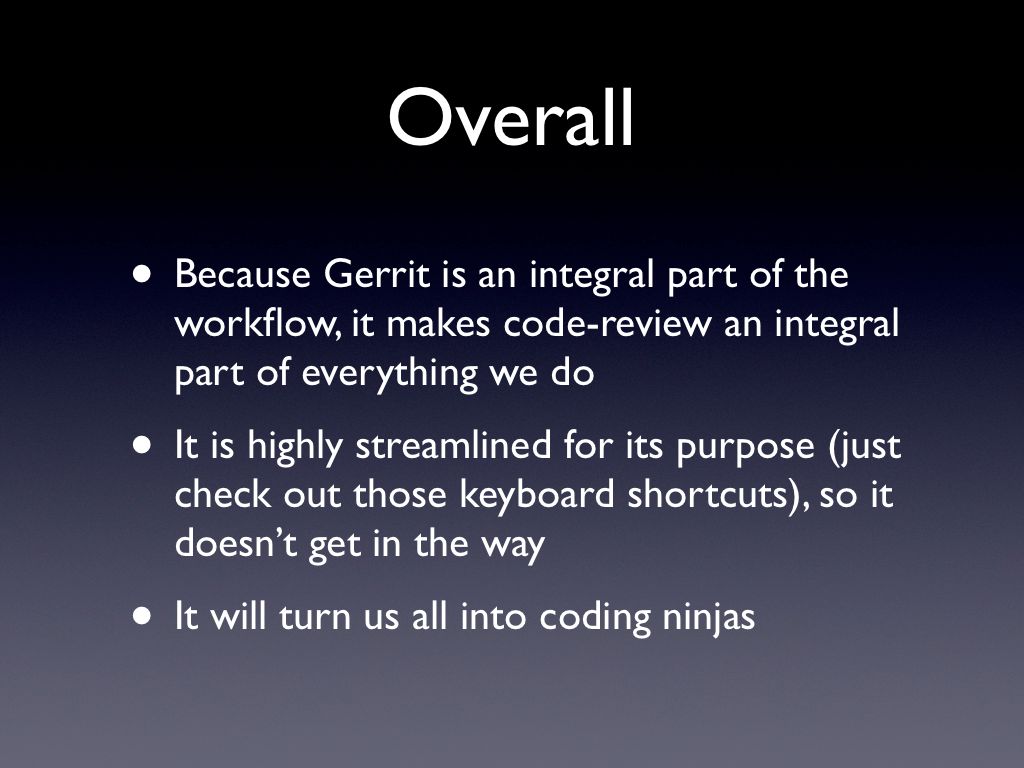 Overall
• Because Gerrit is an integral part of the
workflow, it makes code-review an integral
part of everything we do
• It is highly streamlined for its purpose (just
check out those keyboard shortcuts), so it
doesn’t get in the way
• It will turn us all into coding ninjas